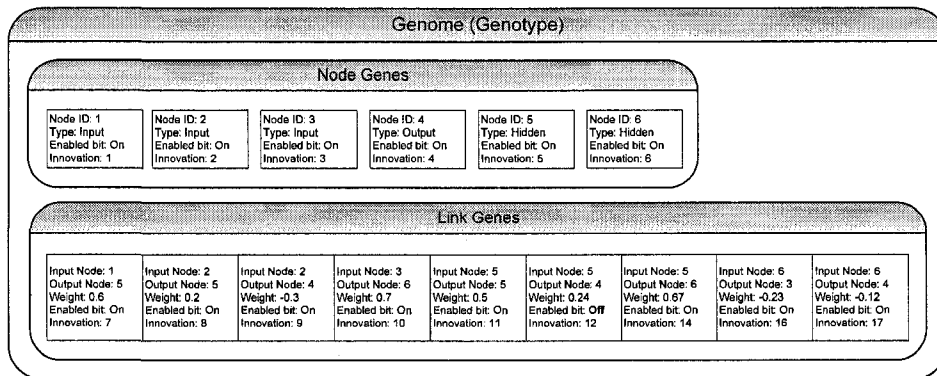 Genome (Genotype)
Node Genes
Node ID: 1
Type: Input
Enabled bit: On
Innovation: 1
Node ID: 2
Type: Input
Enabled bit: On
Innovation: 2
Node ID: 3
Type: Input
Enabled bit: On
Innovation: 3
Node ID: 4
Type: Output
Enabled bit: On
Innovation: 4
Node ID: 5
Type: Hidden
Enabled bit: On
Innovation: 5
Node ID: 6
Type: Hidden
Enabled bit: On
Innovation: 6
Link Genes
Input Node: 1
Output Node: 5
Weight: 0.6
Enabled bit: On
Innovation: 7
Input Node: 2
Output Node: 5
Weight: 0.2
Enabled bit: On
Innovation: 8
Input Node: 2
Output Node: 4
Weight: -0.3
Enabled bit: On
Innovation: 9
Input Node: 3
Output Node: 6
Weight: 0.7
Enabled bit: On
Innovation: 10
Input Node: 5
Output Node: 5
Weight: 0.5
Enabled bit: On
Innovation: 11
Input Node: 5
Output Node: 4
Weight: 0.24
Enabled bit: Off
Innovation: 12
Input Node: 5
Output Node: 6
Weight: 0.67
Enabled bit: On
Innovation: 14
Input Node: 6
Output Node: 3
Weight: -0.23
Enabled bit: On
Innovation: 16
Input Node: 6
Output Node: 4
Weight: -0.12
Enabled bit: On
Innovation: 17